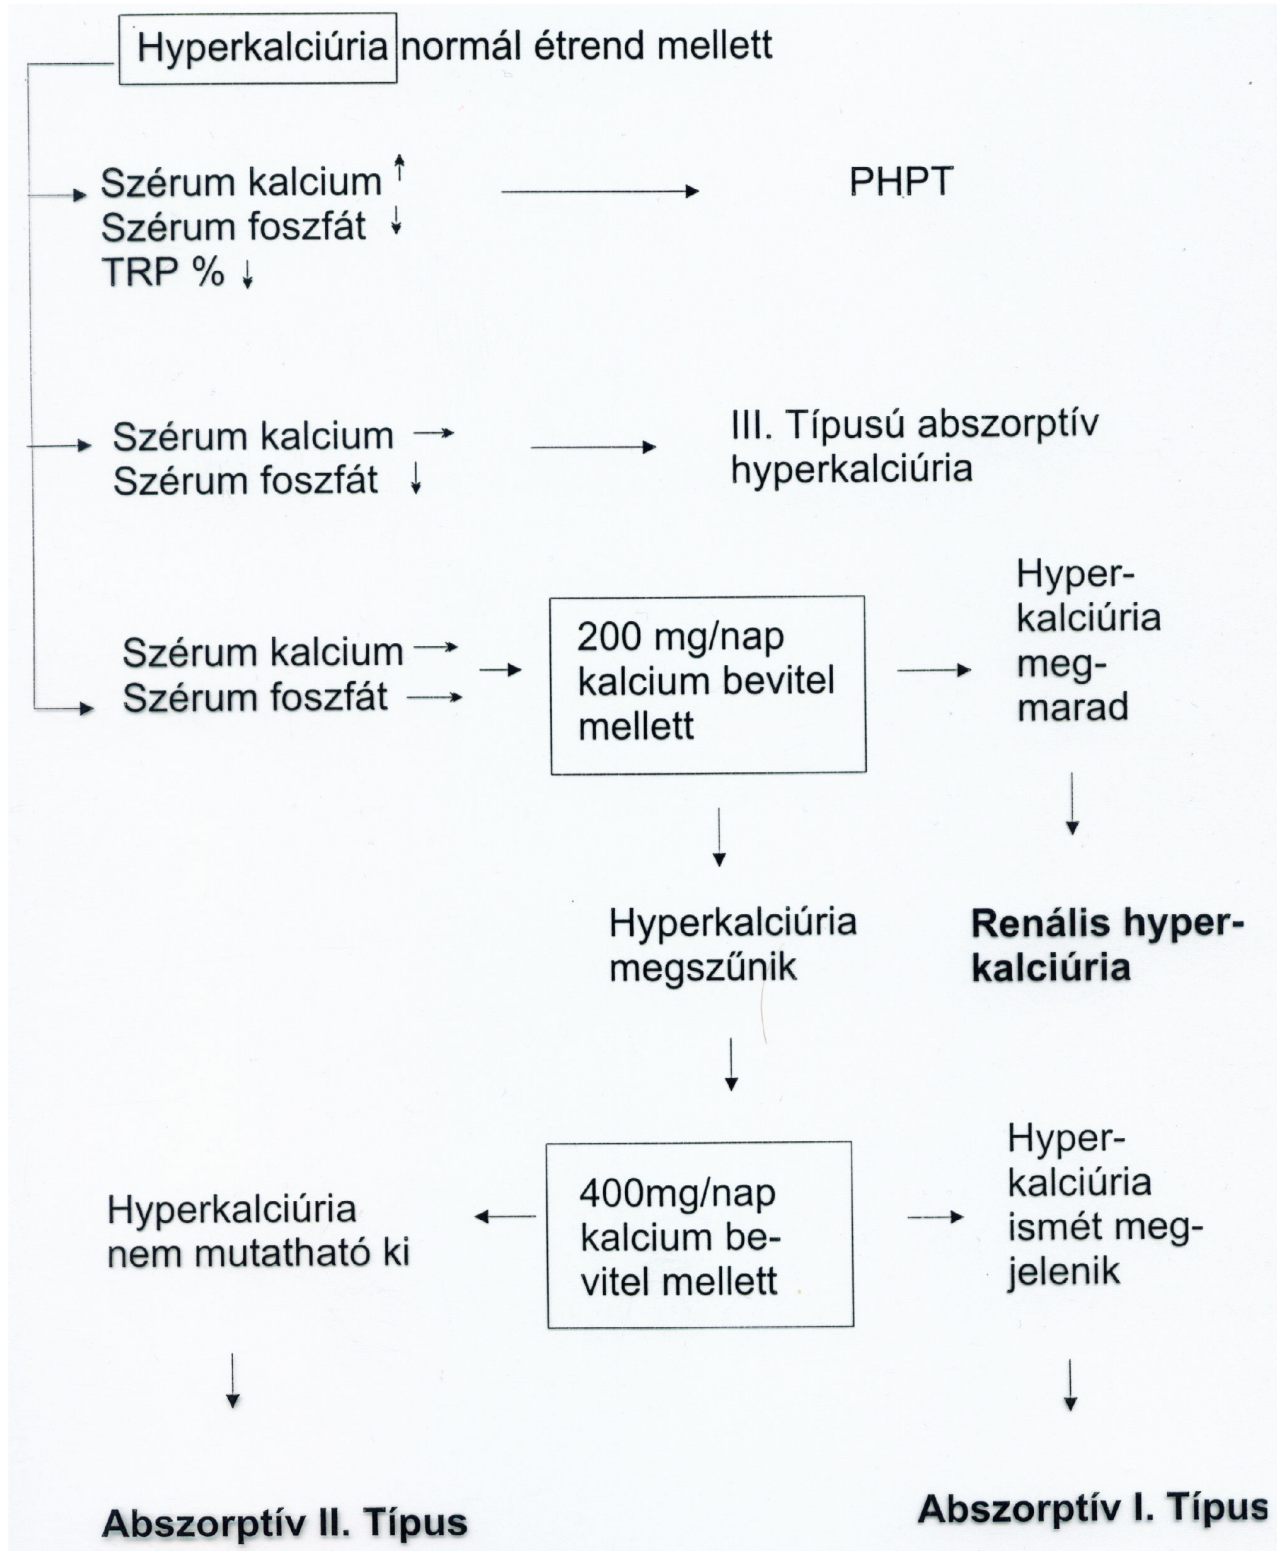 Hyperkalciúria normál étrend mellett
Szérum kalcium ↑
Szérum foszfát ↓
TRP % ↓
PHPT
Szérum kalcium →
Szérum foszfát ↓
III. Típusú abszorptív
hyperkalciúria
Szérum kalcium →
Szérum foszfát →
200 mg/nap
kalcium bevitel
mellett
Hyper-
kalciúria
meg-
marad
Hyperkalciúria
megszűnik
Renális hyper-
kalciúria
400mg/nap
kalcium be-
vitel mellett
Hyperkalciúria
nem mutatható ki
Hyper-
kalciúria
ismét meg-
jelenik
Abszorptív II. Típus
Abszorptív I. Típus